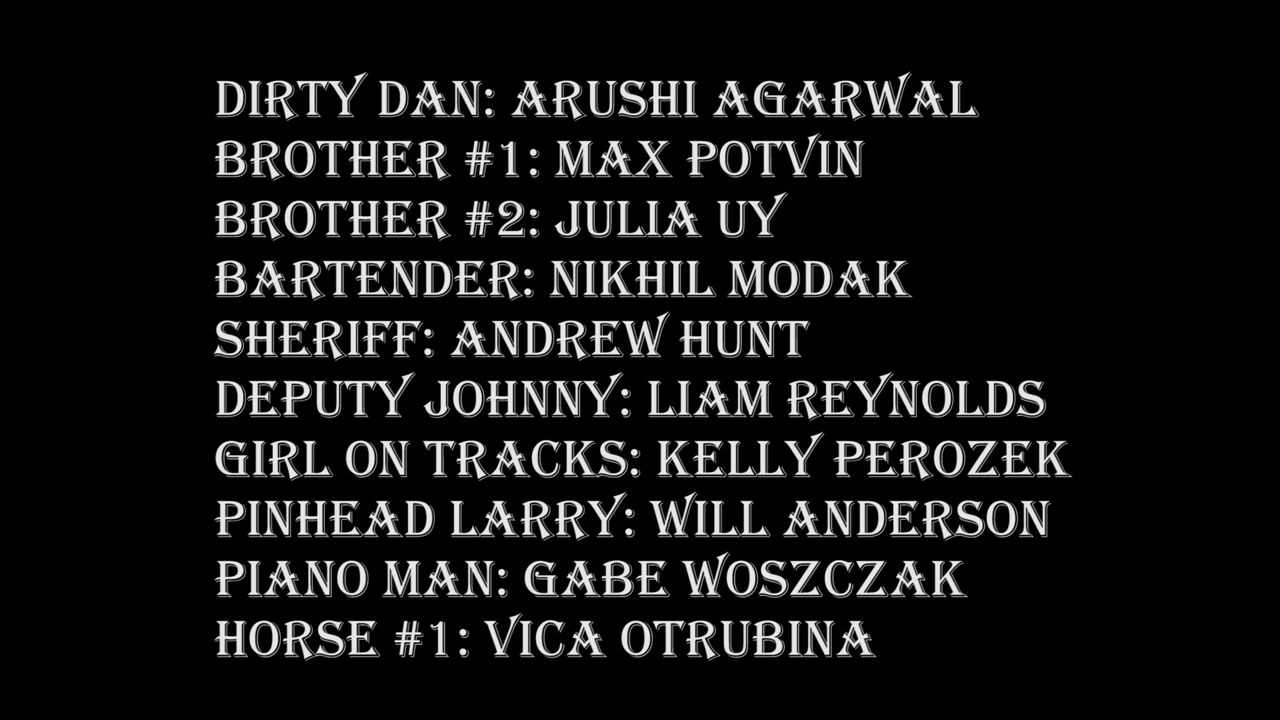 DIRTY DAN: ARUSHI AGARWAL
BROTHER #1: MAX POTVIN
BROTHER #2: JULIA UY
BARTENDER: NIKHIL MODAK
SHERIFF: ANDREW HUNT
DEPUTY JOHNNY: LIAM REYNOLDS
GIRL ON TRACKS: KELLY PEROZEK
PINHEAD LARRY: WILL ANDERSON
PIANO MAN: GABE WOSZCZAK
HORSE #1: VICA OTRUBINA